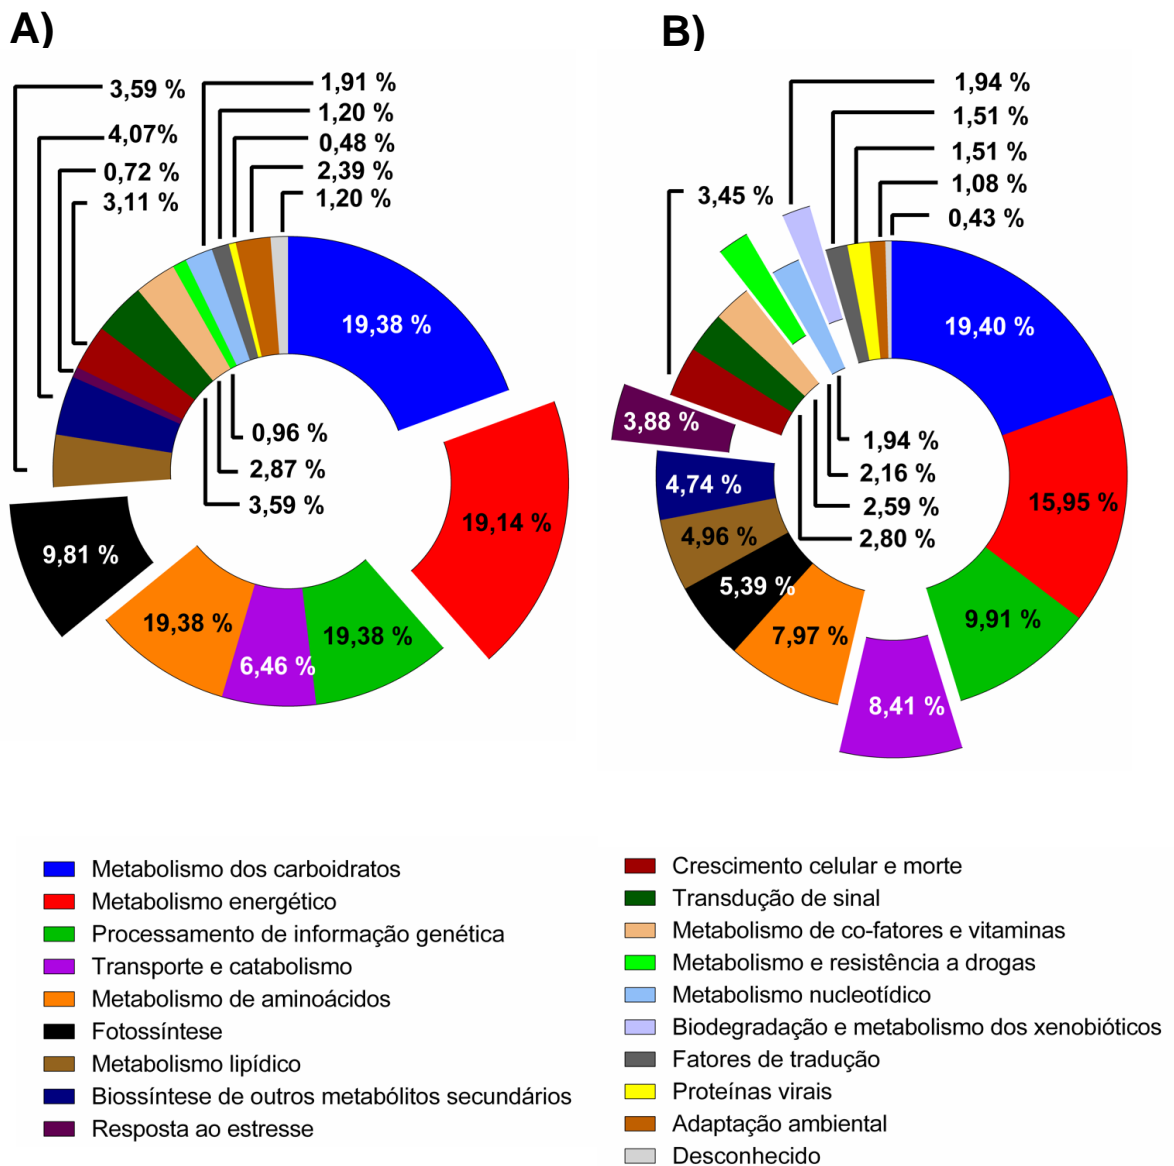 A)
3,59 %
4,07%
0,72 %
3,11 %
1,91 %
1,20 %
0,48 %
2,39 %
1,20 %
19,38 %
19,14 %
19,38 %
6,46 %
19,38 %
9,81 %
0,96 %
2,87 %
3,59 %
B)
3,45 %
1,94 %
1,51 %
1,51 %
1,08 %
0,43 %
19,40 %
15,95 %
9,91 %
8,41 %
7,97 %
5,39 %
4,96 %
4,74 %
3,88 %
1,94 %
2,16 %
2,59 %
2,80 %
Metabolismo dos carboidratos
Metabolismo energético
Processamento de informação genética
Transporte e catabolismo
Metabolismo de aminoácidos
Fotossíntese
Metabolismo lipídico
Biossíntese de outros metabólitos secundários
Resposta ao estresse
Crescimento celular e morte
Transdução de sinal
Metabolismo de co-fatores e vitaminas
Metabolismo e resistência a drogas
Metabolismo nucleotídico
Biodegradação e metabolismo dos xenobióticos
Fatores de tradução
Proteínas virais
Adaptação ambiental
Desconhecido